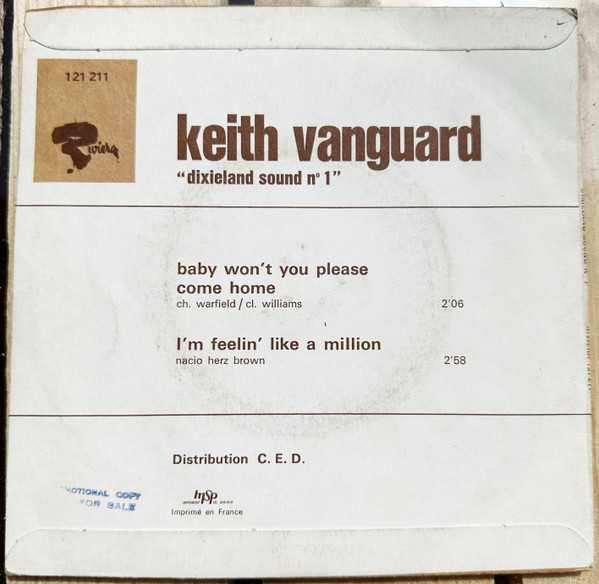 121 211
Riviera
keith vanguard
"dixieland sound nº 1"
baby won't you please
come home
ch. warfield / cl. williams 2'06
I'm feelin' like a million
nacio herz brown 2'58
Distribution C. E. D.
COPY
FOR SALE
Imprimé en France